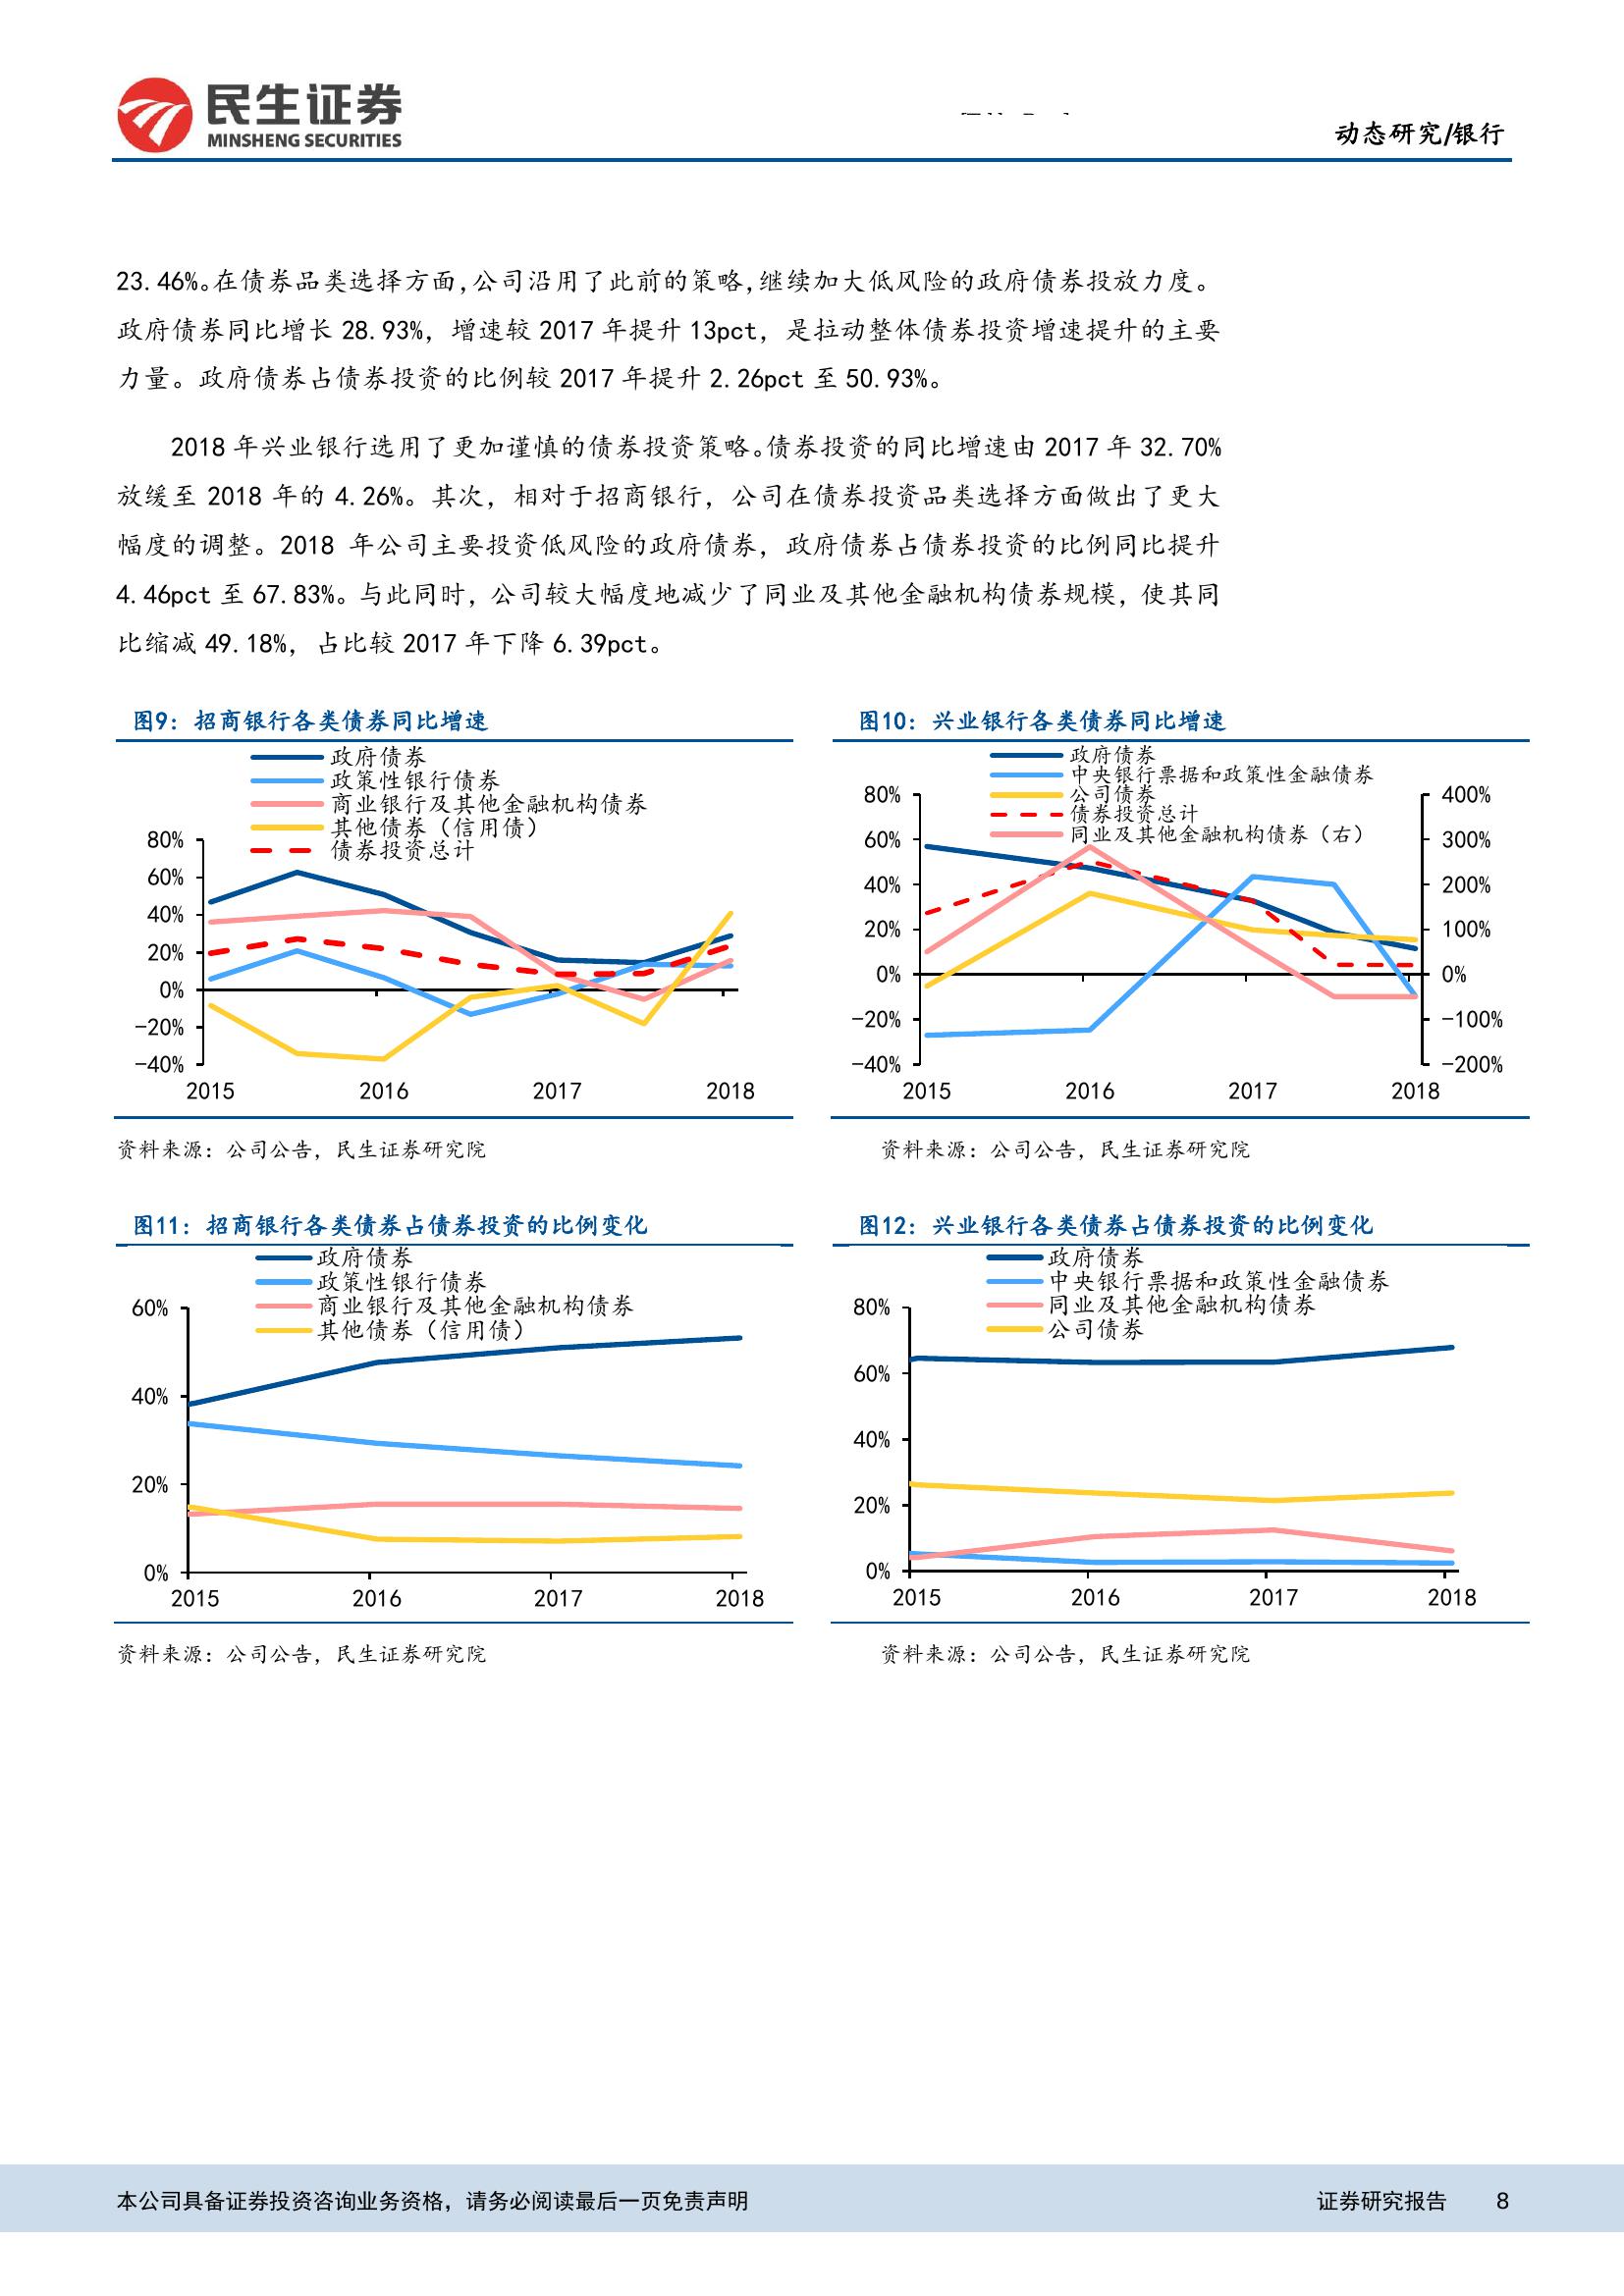 民生证券
MINSHENG SECURITIES
动态研究/银行
23.46%。在债券品类选择方面，公司沿用了此前的策略，继续加大低风险的政府债券投放力度。
政府债券同比增长 28.93%，增速较 2017 年提升 13pct，是拉动整体债券投资增速提升的主要
力量。政府债券占债券投资的比例较 2017 年提升 2.26pct 至 50.93%。
2018 年兴业银行选用了更加谨慎的债券投资策略。债券投资的同比增速由 2017 年 32.70%
放缓至 2018 年的 4.26%。其次，相对于招商银行，公司在债券投资品类选择方面做出了更大
幅度的调整。2018 年公司主要投资低风险的政府债券，政府债券占债券投资的比例同比提升
4.46pct 至 67.83%。与此同时，公司较大幅度地减少了同业及其他金融机构债券规模，使其同
比缩减 49.18%，占比较 2017 年下降 6.39pct。
图9：招商银行各类债券同比增速
政府债券
政策性银行债券
商业银行及其他金融机构债券
其他债券（信用债）
债券投资总计
80%
60%
40%
20%
0%
-20%
-40%
2015 2016 2017 2018
资料来源：公司公告，民生证券研究院
图10：兴业银行各类债券同比增速
政府债券
中央银行票据和政策性金融债券
公司债券
债券投资总计
同业及其他金融机构债券（右）
80% 400%
60% 300%
40% 200%
20% 100%
0% 0%
-20% -100%
-40% -200%
2015 2016 2017 2018
资料来源：公司公告，民生证券研究院
图11：招商银行各类债券占债券投资的比例变化
政府债券
政策性银行债券
商业银行及其他金融机构债券
其他债券（信用债）
60%
40%
20%
0%
2015 2016 2017 2018
资料来源：公司公告，民生证券研究院
图12：兴业银行各类债券占债券投资的比例变化
政府债券
中央银行票据和政策性金融债券
同业及其他金融机构债券
公司债券
80%
60%
40%
20%
0%
2015 2016 2017 2018
资料来源：公司公告，民生证券研究院
本公司具备证券投资咨询业务资格，请务必阅读最后一页免责声明
证券研究报告 8